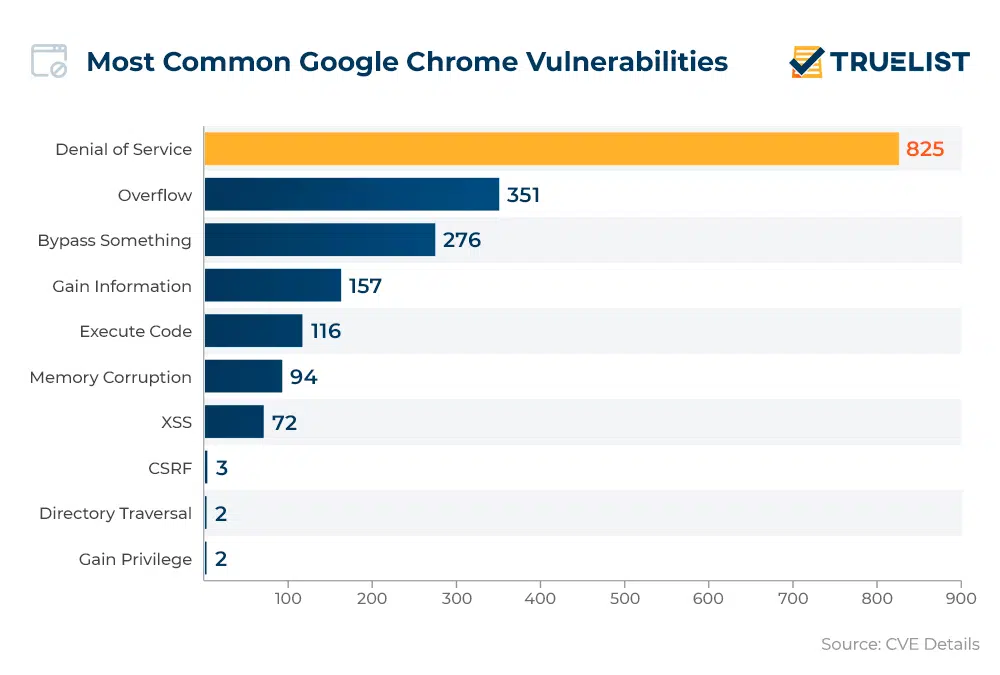 Most Common Google Chrome Vulnerabilities
TRUELIST
Denial of Service 825
Overflow 351
Bypass Something 276
Gain Information 157
Execute Code 116
Memory Corruption 94
XSS 72
CSRF 3
Directory Traversal 2
Gain Privilege 2
100 200 300 400 500 600 700 800 900
Source: CVE Details